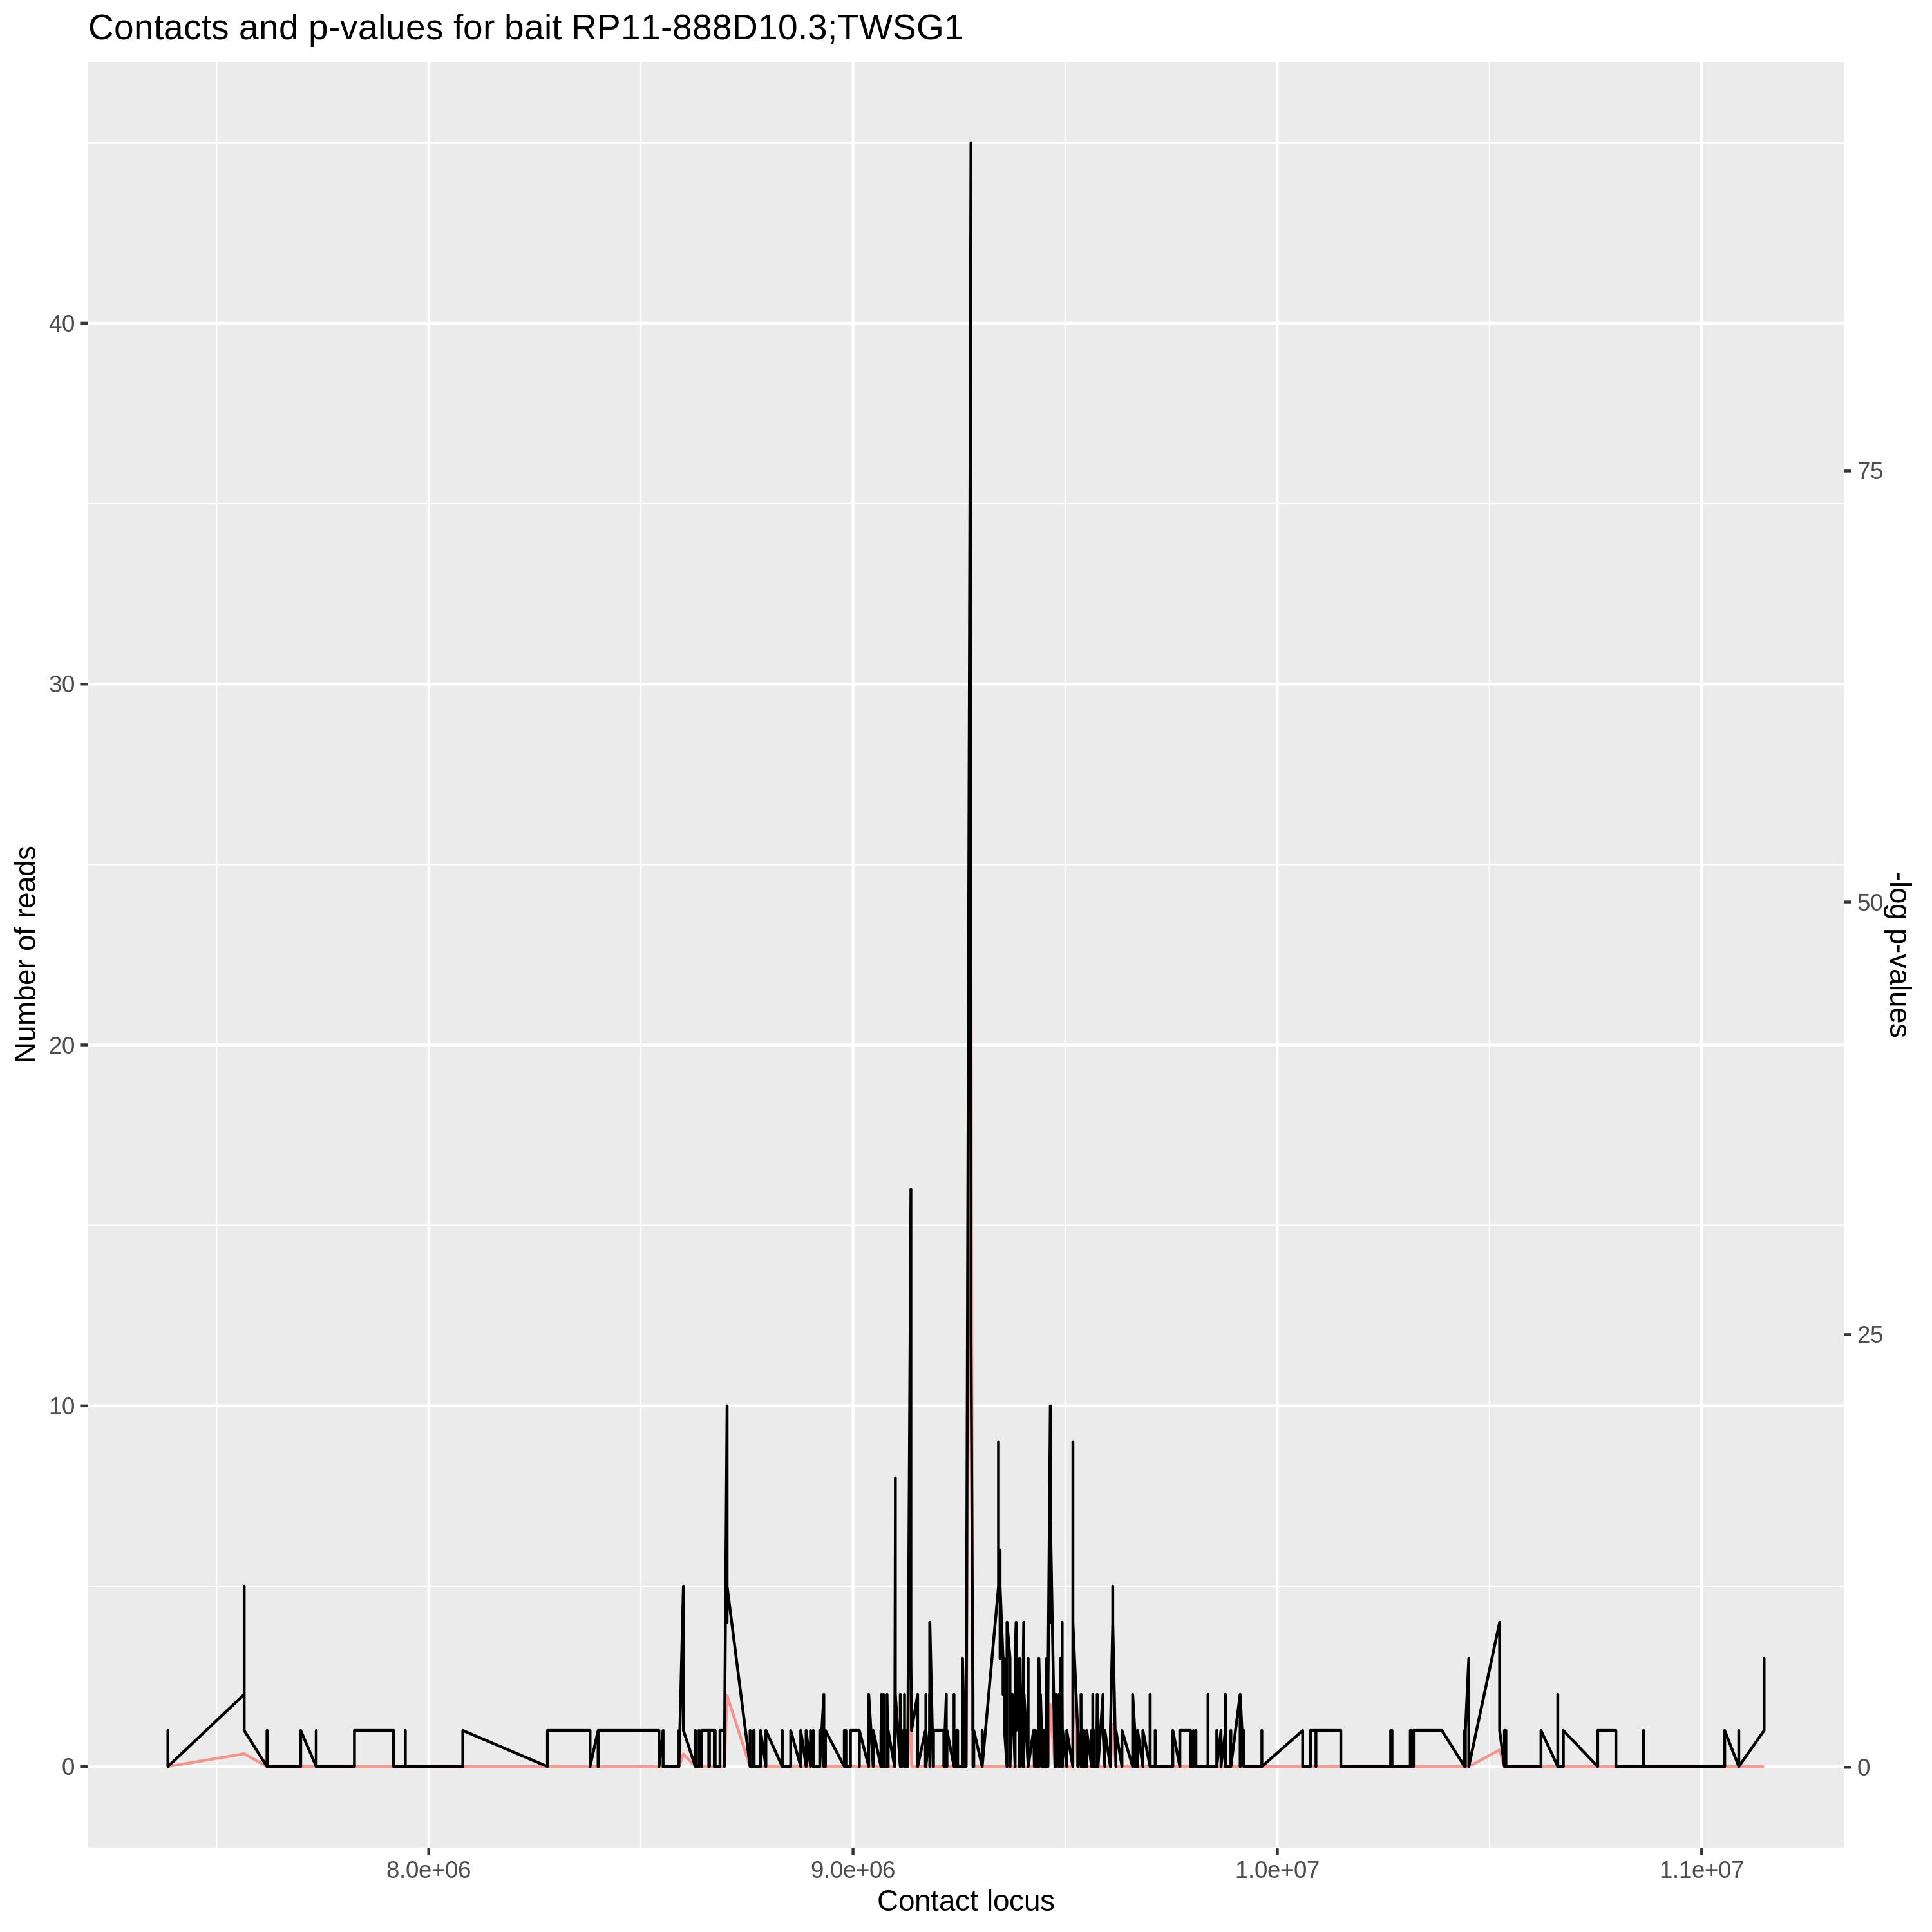 Contacts and p-values for bait RP11-888D10.3;TWSG1
40
30
20
10
0
Number of reads
75
50
25
0
-log p-values
8.0e+06 9.0e+06 1.0e+07 1.1e+07
Contact locus